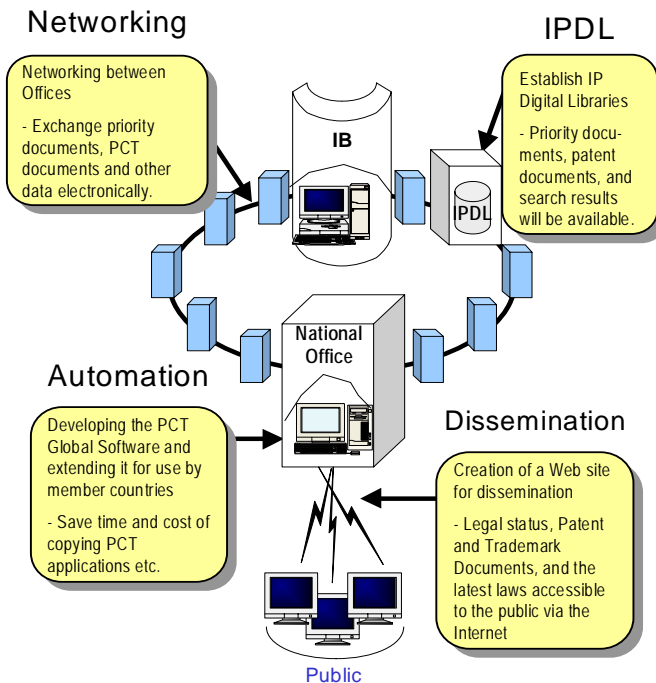 Networking
IPDL
Networking between
Offices
- Exchange priority
documents, PCT
documents and other
data electronically.
IB
Establish IP
Digital Libraries
- Priority docu-
ments, patent
documents, and
search results
will be available.
IPDL
National
Office
Automation
Developing the PCT
Global Software and
extending it for use by
member countries
- Save time and cost of
copying PCT
applications etc.
Dissemination
Creation of a Web site
for dissemination
- Legal status, Patent
and Trademark
Documents, and the
latest laws accessible
to the public via the
Internet
Public